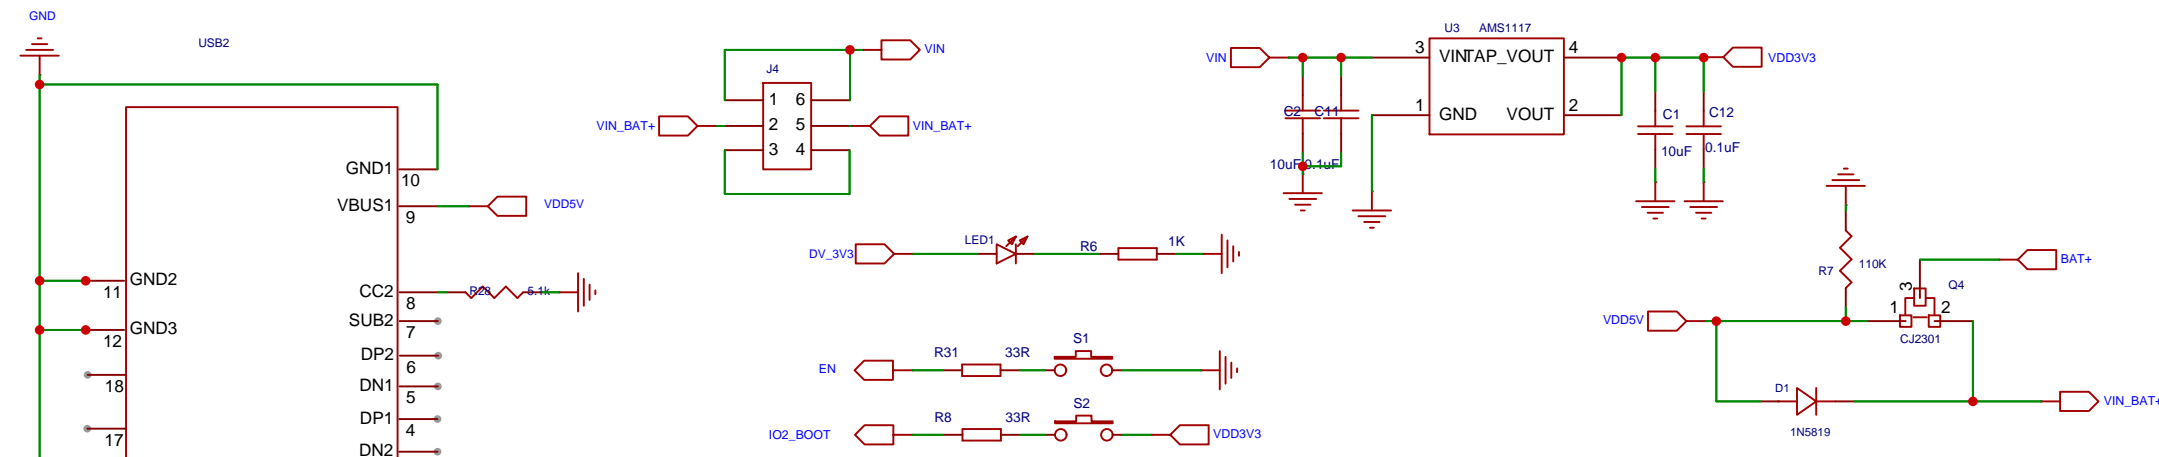 GND
USB2
GND1
10
VBUS1
9
VDD5V
GND2
11
CC2
8
R28
5.1k
SUB2
7
GND3
12
DP2
6
18
DN1
5
DP1
4
17
DN2
VIN
J4
1 6
VIN_BAT+
2 5
VIN_BAT+
3 4
DV_3V3
LED1
R6
1K
EN
R31
33R
S1
IO2_BOOT
R8
33R
S2
VDD3V3
U3 AMS1117
VIN
3
VIN
TAP_VOUT
4
VDD3V3
1
GND
VOUT
2
C2
C11
10uF
0.1uF
C1
10uF
C12
0.1uF
R7
110K
BAT+
3
Q4
1
2
CJ2301
VDD5V
D1
1N5819
VIN_BAT+